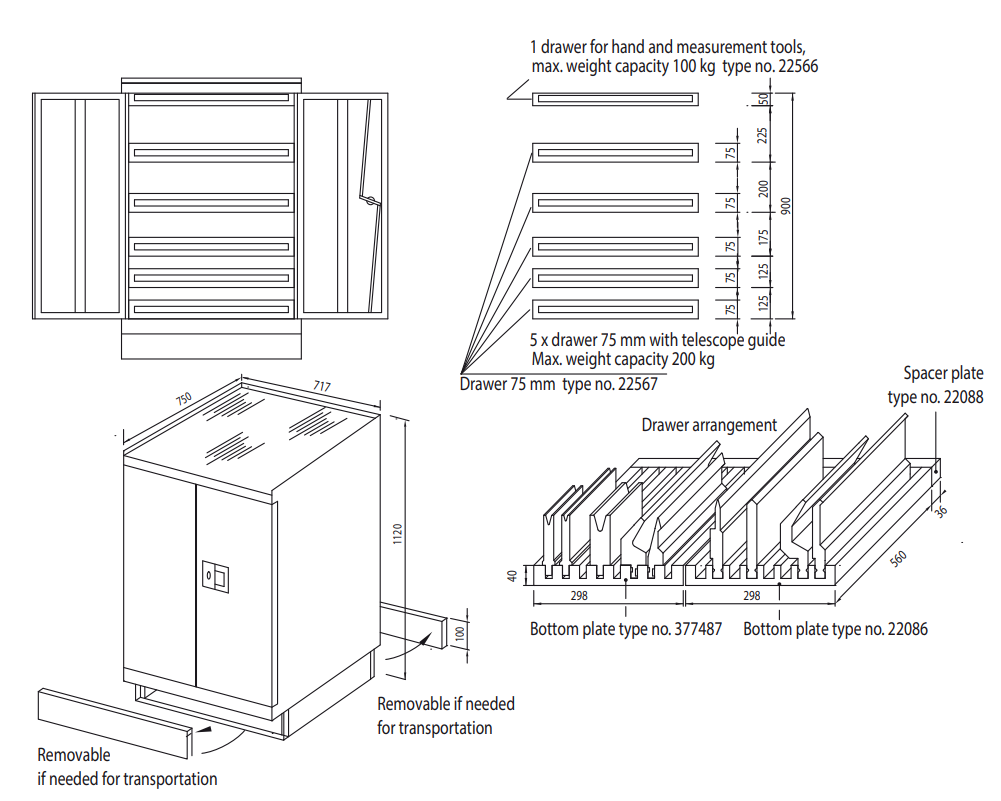 1 drawer for hand and measurement tools,
max. weight capacity 100 kg type no. 22566
50
225
75
200
75
900
175
75
125
75
125
75
5 x drawer 75 mm with telescope guide
Max. weight capacity 200 kg
Drawer 75 mm type no. 22567
750
717
1120
100
Removable if needed
for transportation
Removable
if needed for transportation
Spacer plate
type no. 22088
Drawer arrangement
36
560
40
298
298
Bottom plate type no. 377487
Bottom plate type no. 22086